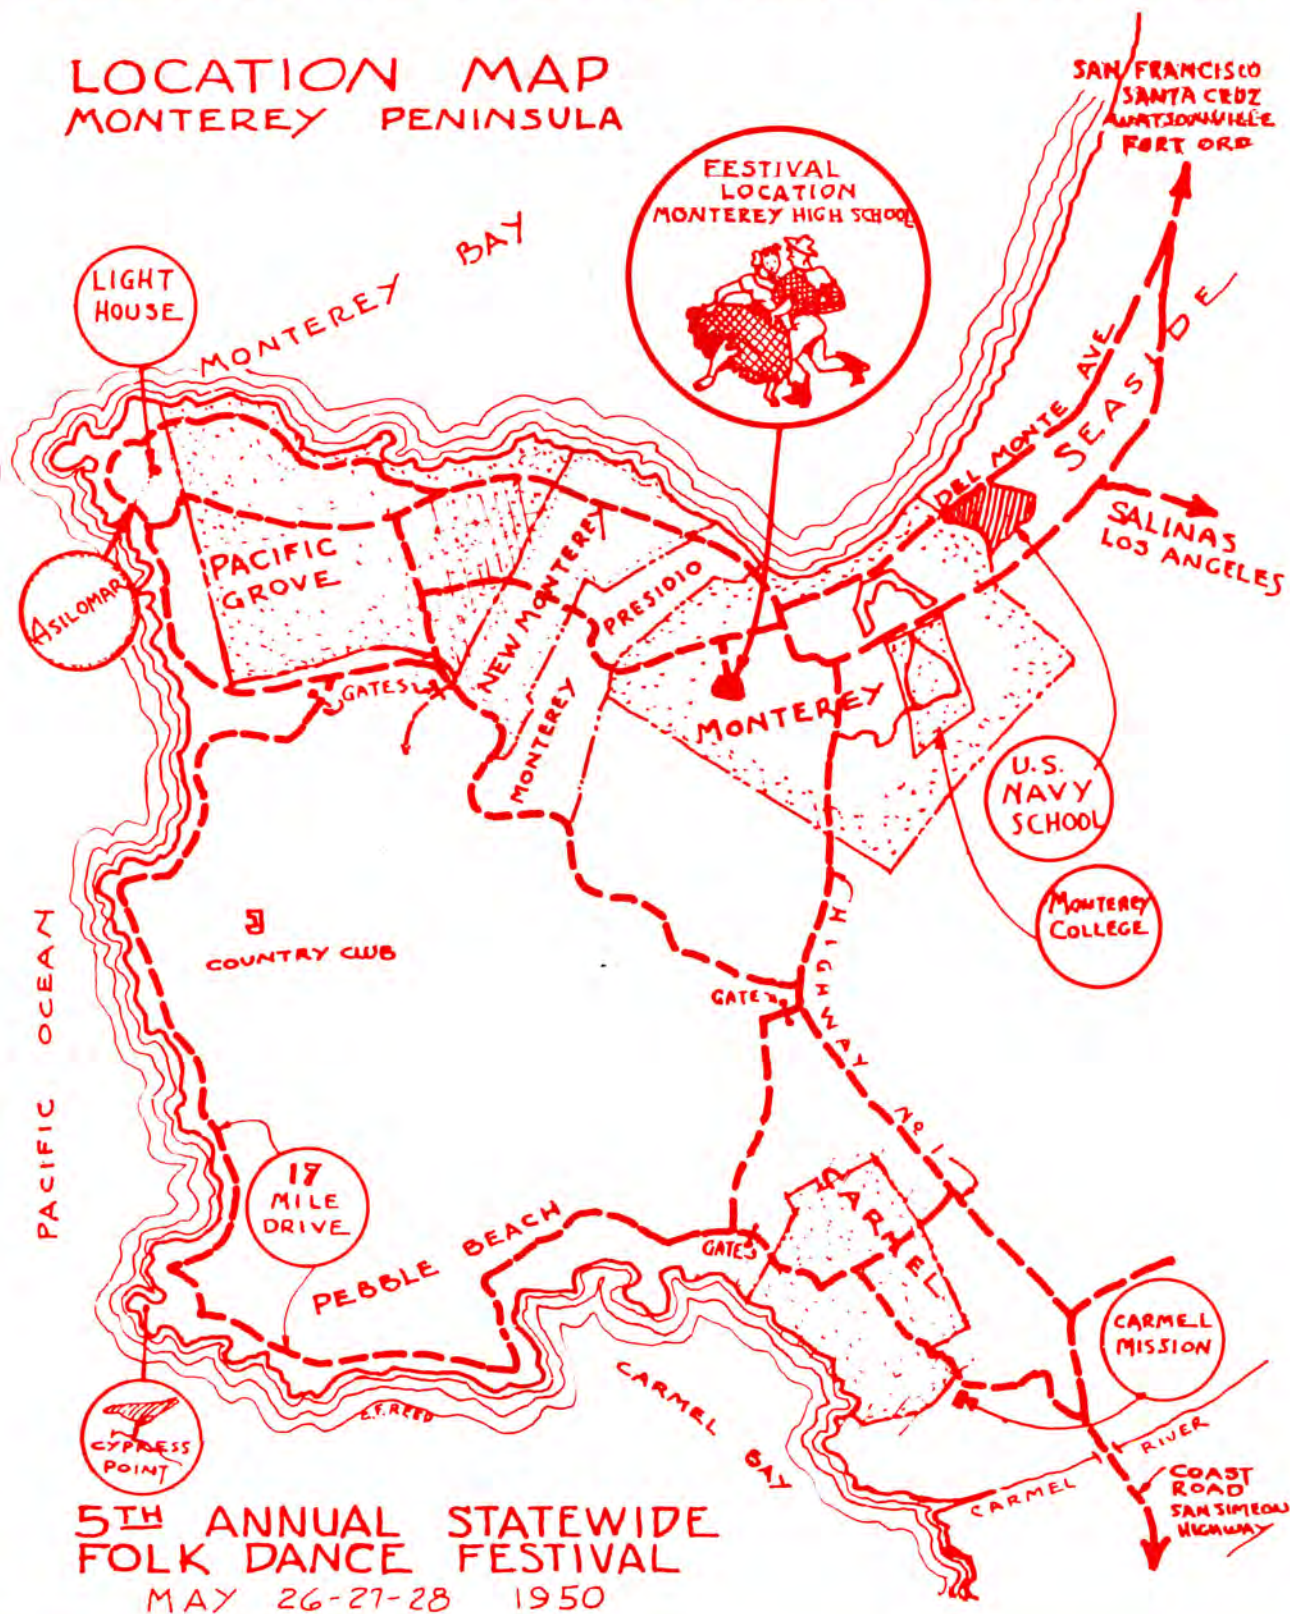 LOCATION MAP
MONTEREY PENINSULA
SAN FRANCISCO
SANTA CRUZ
WATSONVILLE
FORT ORD
FESTIVAL
LOCATION
MONTEREY HIGH SCHOOL
MONTEREY BAY
LIGHT
HOUSE
DEL MONTE AVE
SEASIDE
SALINAS
LOS ANGELES
PACIFIC
GROVE
ASILOMAR
NEW MONTEREY
PRESIDIO
GATES
MONTEREY
MONTEREY
U.S.
NAVY
SCHOOL
MONTEREY
COLLEGE
COUNTRY CLUB
PACIFIC OCEAN
GATE
HIGHWAY No 1
17
MILE
DRIVE
PEBBLE BEACH
GATES
CARMEL
CARMEL
MISSION
CARMEL BAY
E.F. REED
CYPRESS
POINT
CARMEL RIVER
COAST
ROAD
SAN SIMEON
HIGHWAY
5TH ANNUAL STATEWIDE
FOLK DANCE FESTIVAL
MAY 26-27-28 1950